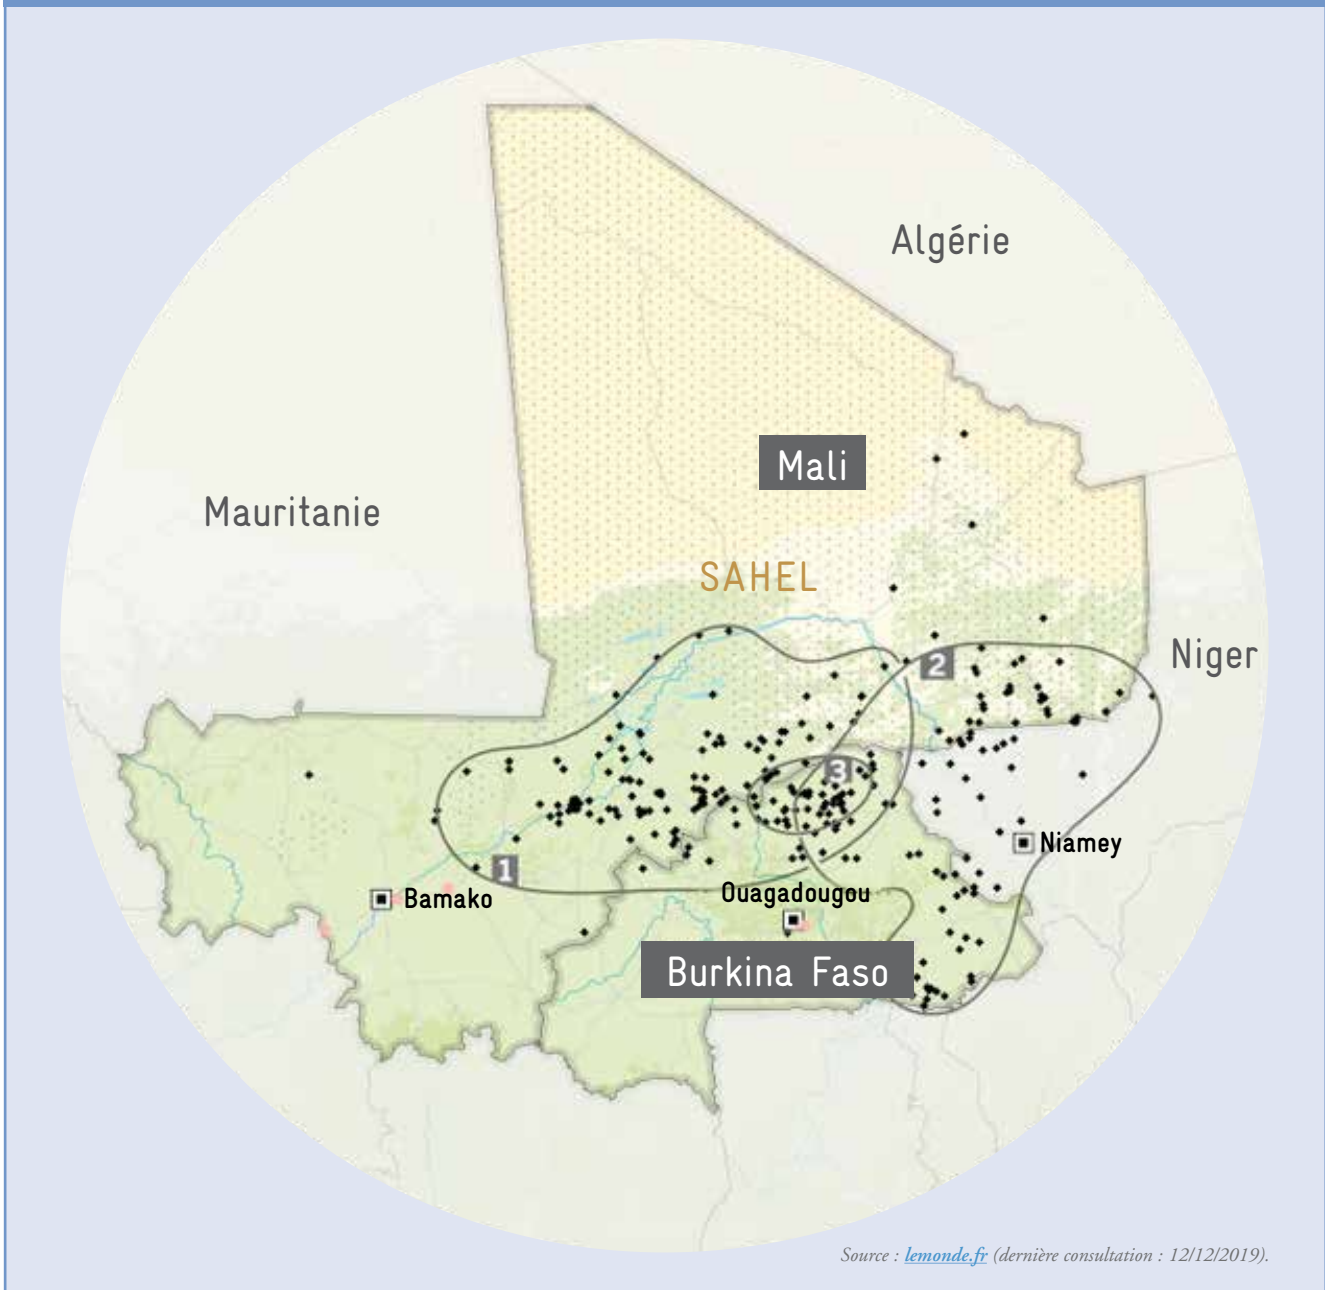 Algérie
Mali
Mauritanie
SAHEL
Niger
2
3
Niamey
1
Bamako
Ouagadougou
Burkina Faso
Source : lemonde.fr (dernière consultation : 12/12/2019).